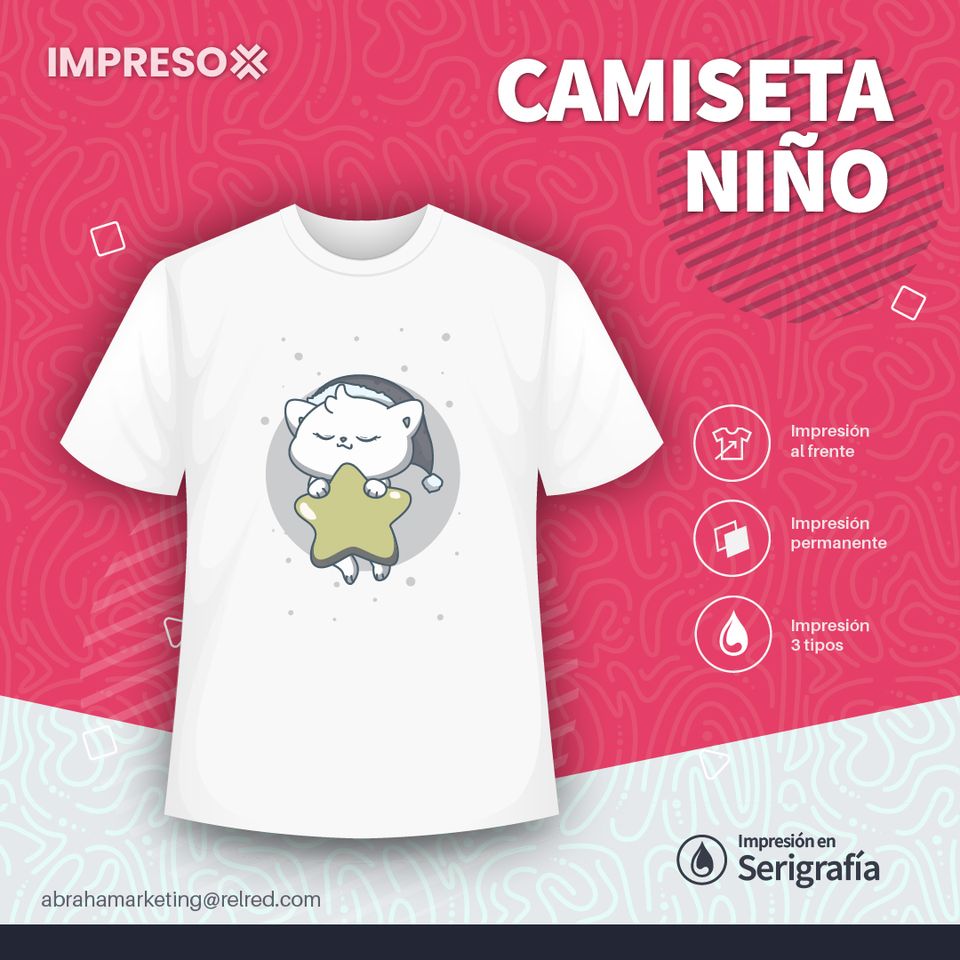 IMPRESO
CAMISETA
NIÑO
Impresión
al frente
Impresión
permanente
Impresión
3 tipos
Impresión en
Serigrafía
abrahamarketing@relred.com